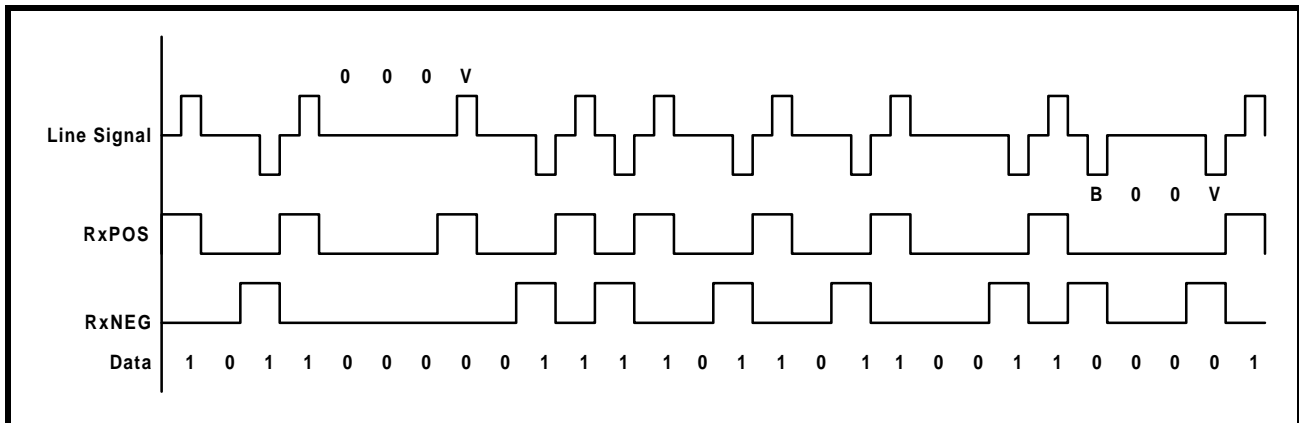 0 0 0 V
Line Signal
B 0 0 V
RxPOS
RxNEG
Data 1 0 1 1 0 0 0 0 0 1 1 1 1 0 1 1 0 1 1 0 0 1 1 0 0 0 0 1